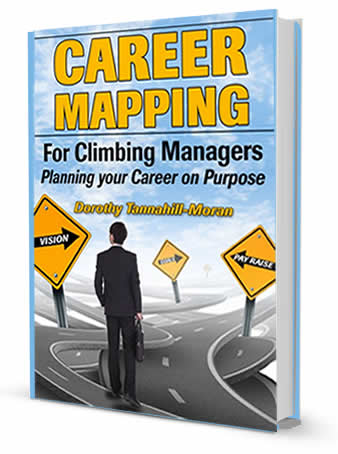 CAREER
MAPPING
For Climbing Managers
Planning your Career on Purpose
Dorothy Tannahill-Moran
VISION
PAY RAISE